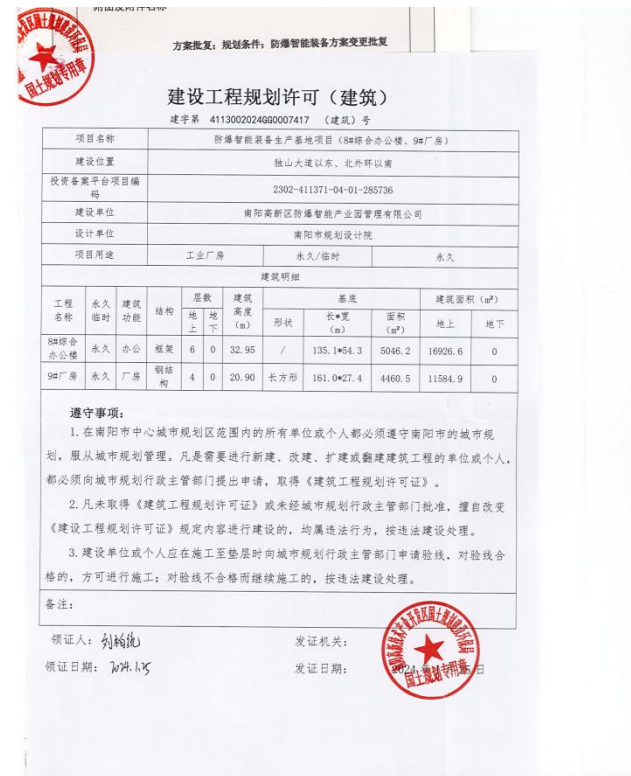 附图及附件名称
方案批复；规划条件；防爆智能装备方案变更批复
国土规划专用章
建设工程规划许可（建筑）
建字第 4113002024GG0007417 （建筑）号
项目名称 防爆智能装备生产基地项目（8#综合办公楼、9#厂房）
建设位置 独山大道以东、北外环以南
投资备案平台项目编
码 2302-411371-04-01-285736
建设单位 南阳高新区防爆智能产业园管理有限公司
设计单位 南阳市规划设计院
项目用途 工业厂房 永久/临时 永久
建筑明细
工程名称 永久临时 建筑功能 结构 层数 建筑高度（m） 基底 建筑面积（m²）
地上 地下 形状 长*宽（m） 面积（m²） 地上 地下
8#综合办公楼 永久 办公 框架 6 0 32.95 / 135.1*54.3 5046.2 16926.6 0
9#厂房 永久 厂房 钢结构 4 0 20.90 长方形 161.0*27.4 4460.5 11584.9 0
遵守事项：
1.在南阳市中心城市规划区范围内的所有单位或个人都必须遵守南阳市的城市规
划，服从城市规划管理。凡是需要进行新建、改建、扩建或翻建建筑工程的单位或个人，
都必须向城市规划行政主管部门提出申请，取得《建筑工程规划许可证》。
2.凡未取得《建筑工程规划许可证》或未经城市规划行政主管部门批准，擅自改变
《建设工程规划许可证》规定内容进行建设的，均属违法行为，按违法建设处理。
3.建设单位或个人应在施工至垫层时向城市规划行政主管部门申请验线，对验线合
格的，方可进行施工；对验线不合格而继续施工的，按违法建设处理。
备注：
领证人： 发证机关：
领证日期：2024.1.25 发证日期：2024年 日
国土规划专用章